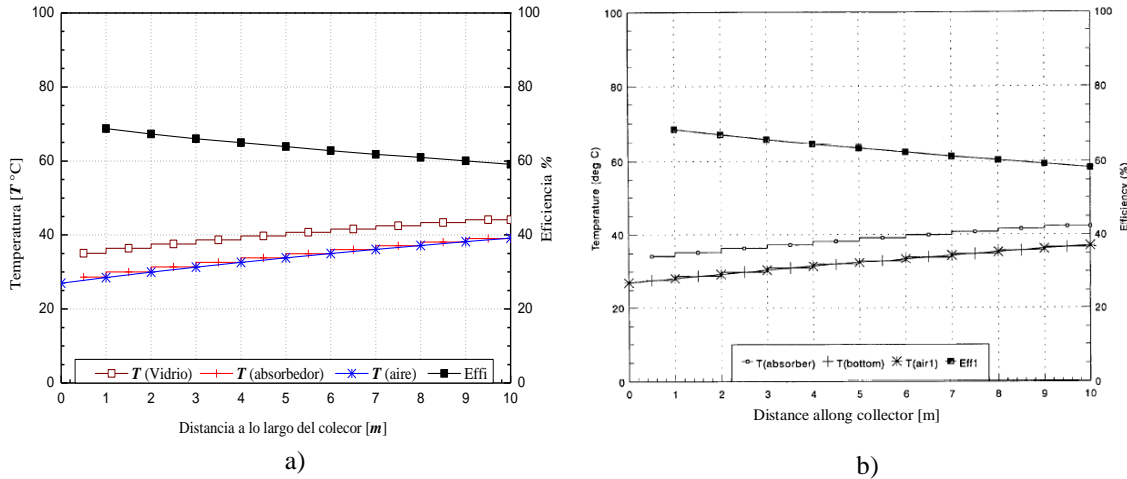 100
80
60
40
20
0
Temperatura [T °C]
100
80
60
40
20
0
Eficiencia %
T (Vidrio) T (absorbedor) T (aire) Effi
0 1 2 3 4 5 6 7 8 9 10
Distancia a lo largo del colecor [m]
a)
100
80
60
40
20
0
Temperature (deg C)
100
80
60
40
20
0
Efficiency (%)
T(absorber) T(bottom) T(air1) Eff1
0 1 2 3 4 5 6 7 8 9 10
Distance allong collector [m]
b)